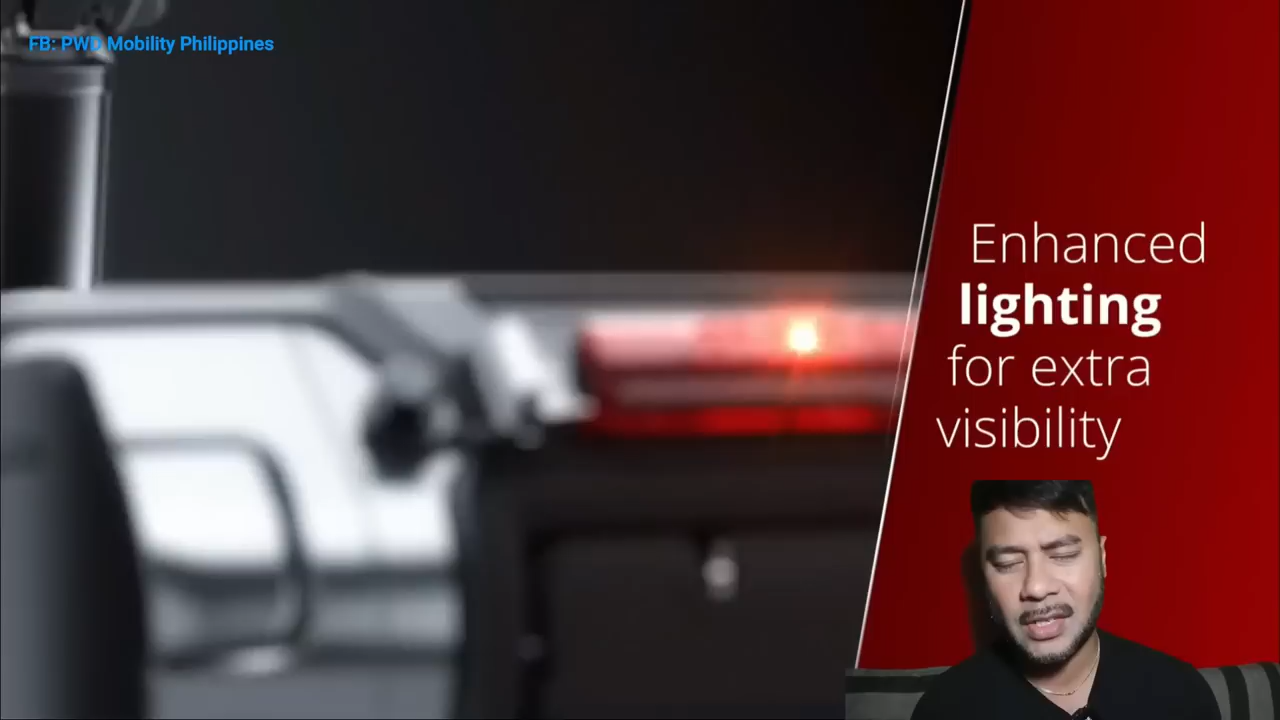 FB: PWD Mobility Philippines
Enhanced
lighting
for extra
visibility